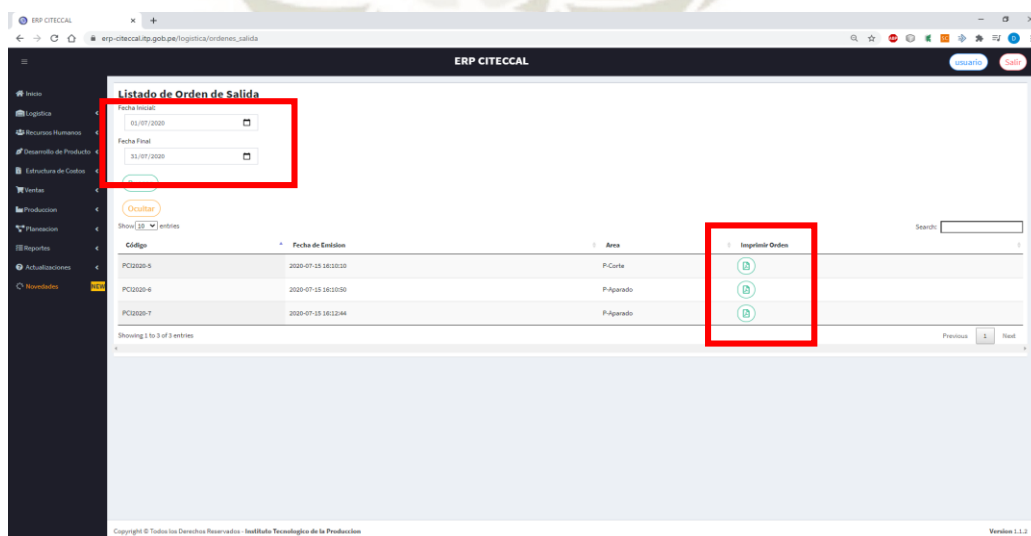 ERP CITECCAL
erp-citeccal.itp.gob.pe/logistica/ordenes_salida
ERP CITECCAL
usuario
Salir
Inicio
Logistica
Recursos Humanos
Desarrollo de Producto
Estructura de Costos
Ventas
Produccion
Planeacion
Reportes
Actualizaciones
Novedades NEW
Listado de Orden de Salida
Fecha Inicial:
01/07/2020
Fecha Final
31/07/2020
Ocultar
Show 10 entries
Search:
Código Fecha de Emision Area Imprimir Orden
PCI2020-5 2020-07-15 16:10:10 P-Corte
PCI2020-6 2020-07-15 16:10:50 P-Aparado
PCI2020-7 2020-07-15 16:12:44 P-Aparado
Showing 1 to 3 of 3 entries
Previous 1 Next
Copyright © Todos los Derechos Reservados - Instituto Tecnologico de la Produccion
Version 1.1.2